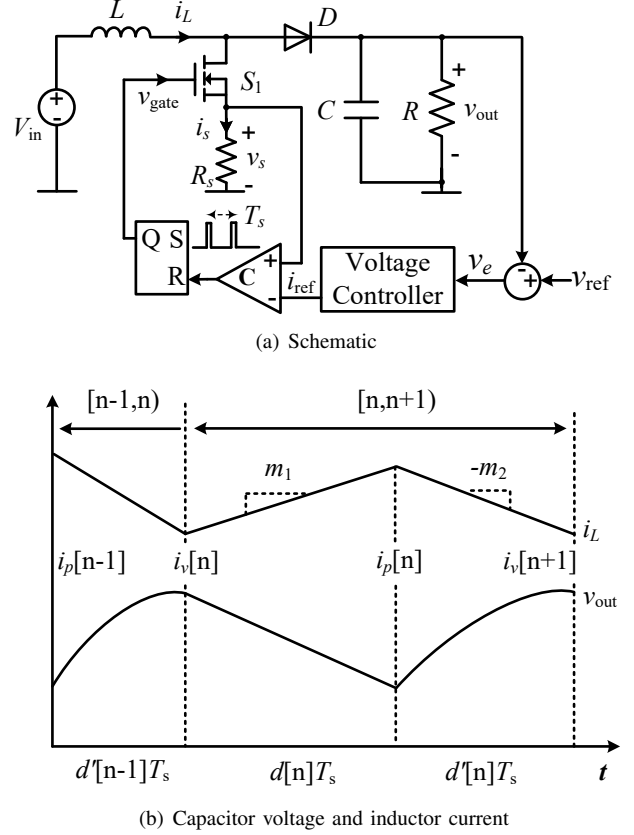 L
i_L
D
V_in
v_gate
S_1
i_s
+
v_s
-
R_s
C
R
+
v_out
-
T_s
Q S
R
C
+
-
i_ref
Voltage
Controller
v_e
-
+
v_ref
(a) Schematic
[n-1,n)
[n,n+1)
m_1
-m_2
i_L
i_p[n-1]
i_v[n]
i_p[n]
i_v[n+1]
v_out
d'[n-1]T_s
d[n]T_s
d'[n]T_s
t
(b) Capacitor voltage and inductor current